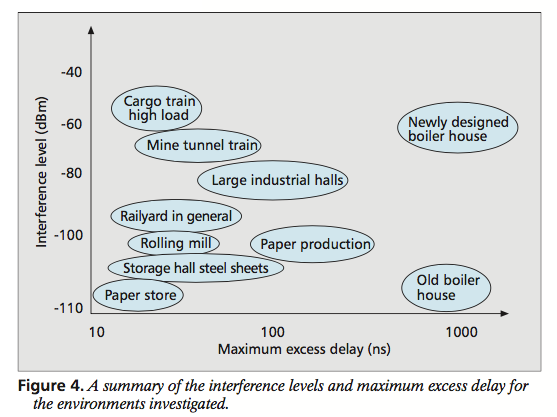 -40
-60
-80
-100
-110
Interference level (dBm)
Cargo train
high load
Newly designed
boiler house
Mine tunnel train
Large industrial halls
Railyard in general
Rolling mill
Paper production
Storage hall steel sheets
Paper store
Old boiler
house
10
100
1000
Maximum excess delay (ns)
Figure 4. A summary of the interference levels and maximum excess delay for
the environments investigated.